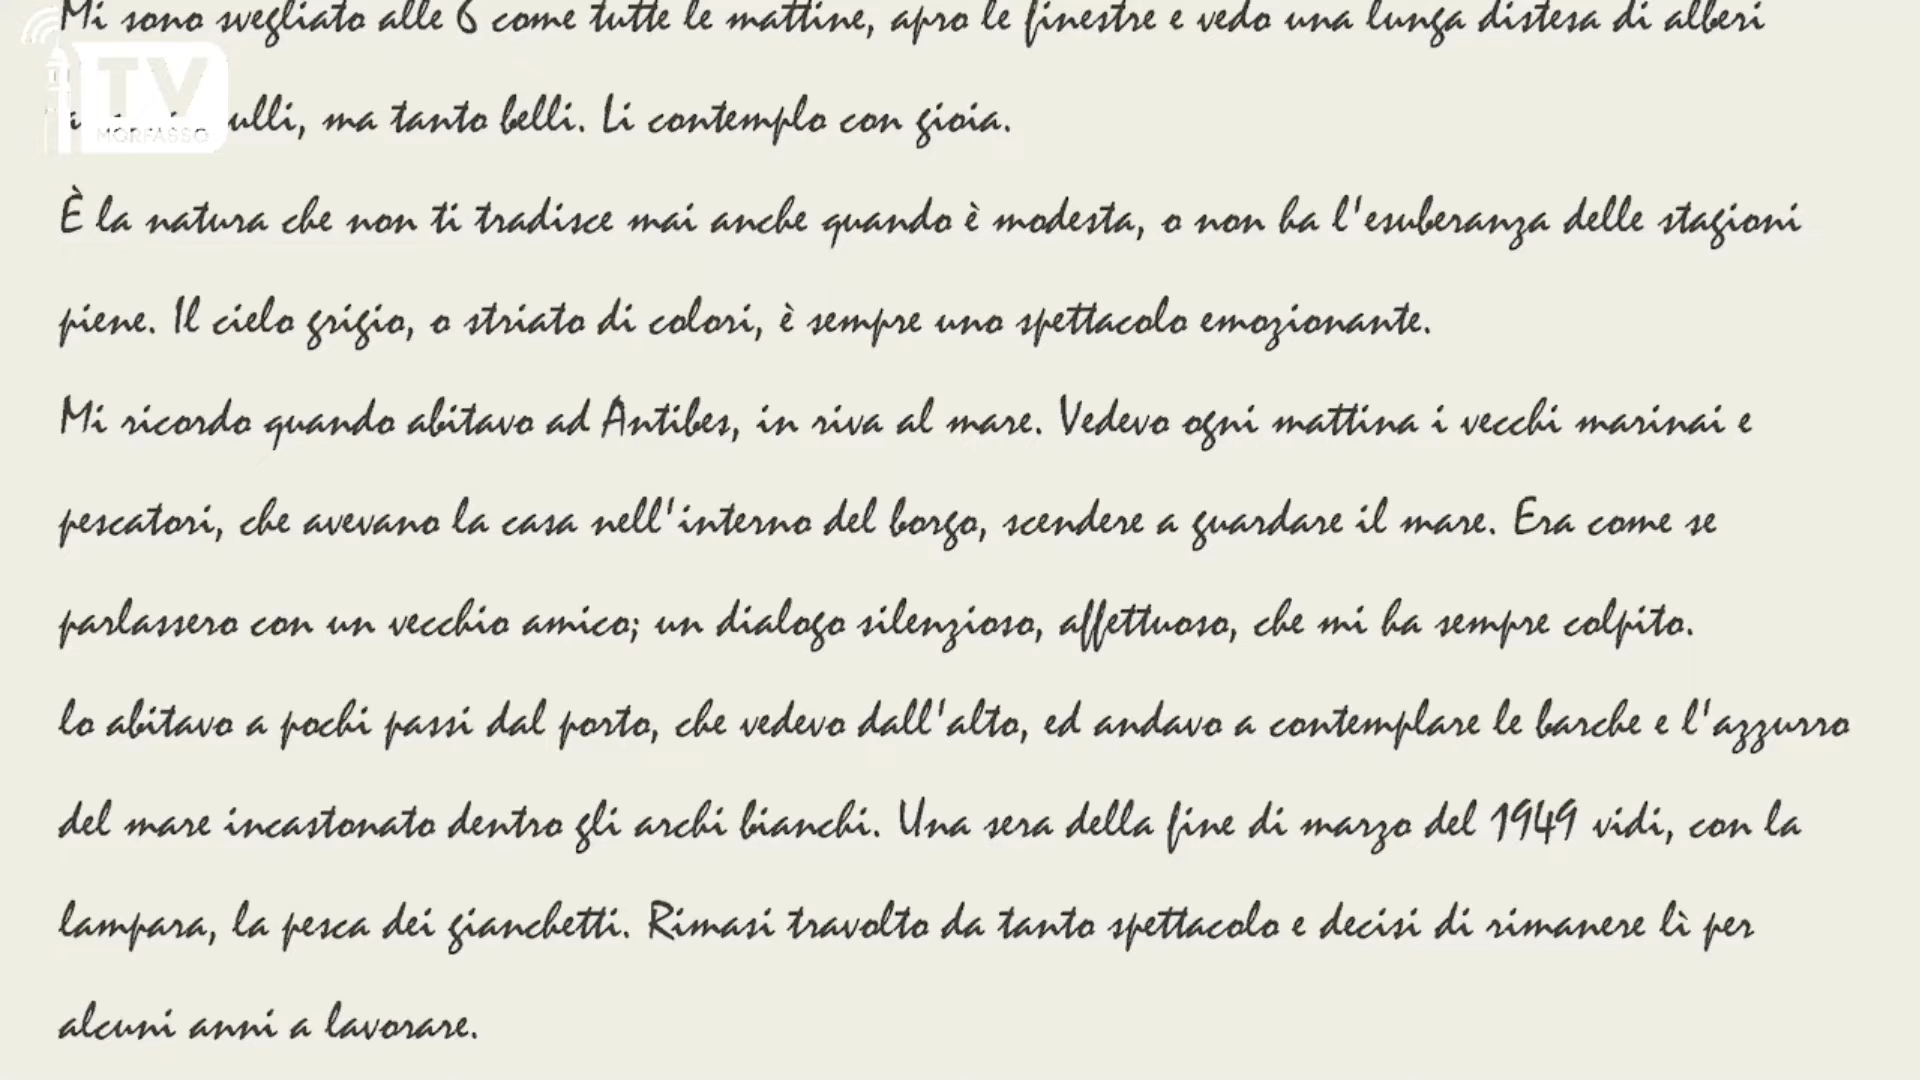 Mi sono svegliato alle 6 come tutte le mattine, apro le finestre e vedo una lunga distesa di alberi
TV
MORFASSO
ma tanto belli. Li contemplo con gioia.
È la natura che non ti tradisce mai anche quando è modesta, o non ha l'esuberanza delle stagioni
piene. Il cielo grigio, o striato di colori, è sempre uno spettacolo emozionante.
Mi ricordo quando abitavo ad Antibes, in riva al mare. Vedevo ogni mattina i vecchi marinai e
pescatori, che avevano la casa nell'interno del borgo, scendere a guardare il mare. Era come se
parlassero con un vecchio amico; un dialogo silenzioso, affettuoso, che mi ha sempre colpito.
lo abitavo a pochi passi dal porto, che vedevo dall'alto, ed andavo a contemplare le barche e l'azzurro
del mare incastonato dentro gli archi bianchi. Una sera della fine di marzo del 1949 vidi, con la
lampara, la pesca dei gianchetti. Rimasi travolto da tanto spettacolo e decisi di rimanere lì per
alcuni anni a lavorare.